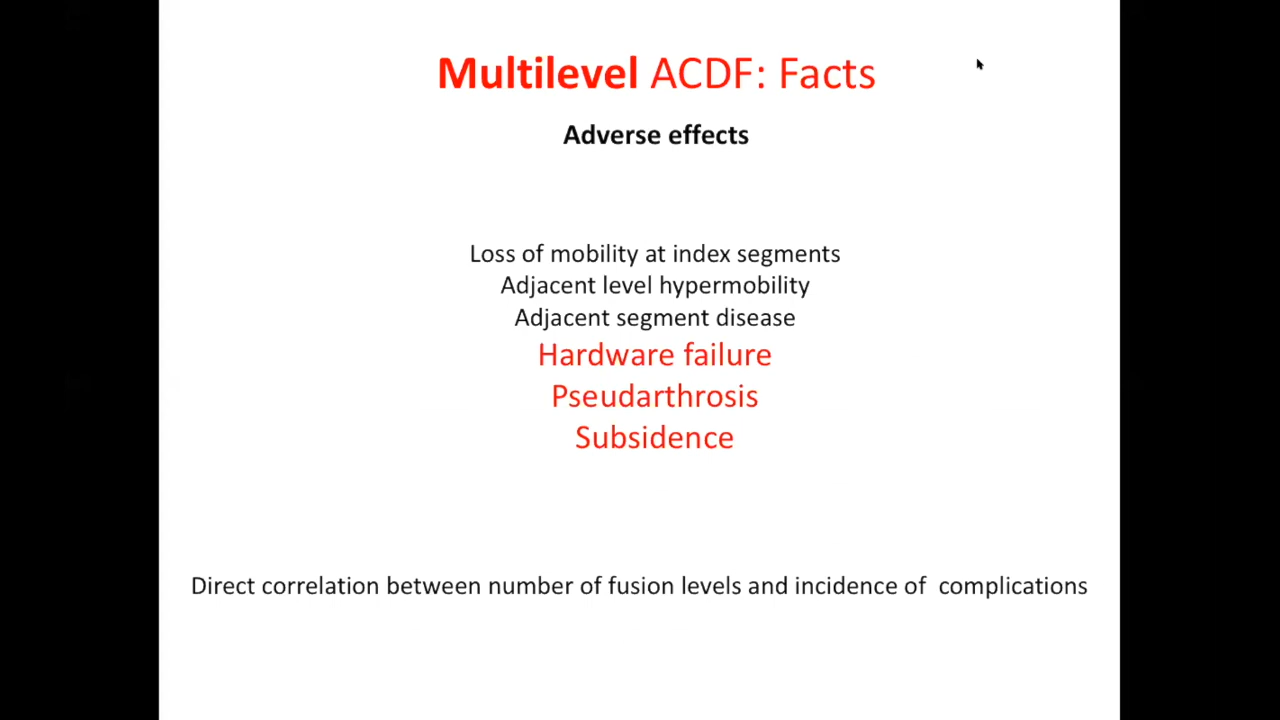 Multilevel ACDF: Facts
Adverse effects
Loss of mobility at index segments
Adjacent level hypermobility
Adjacent segment disease
Hardware failure
Pseudarthrosis
Subsidence
Direct correlation between number of fusion levels and incidence of  complications